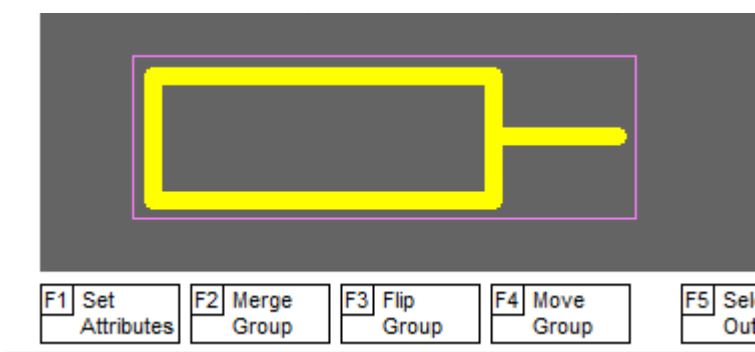 F1 Set
Attributes
F2 Merge
Group
F3 Flip
Group
F4 Move
Group
F5